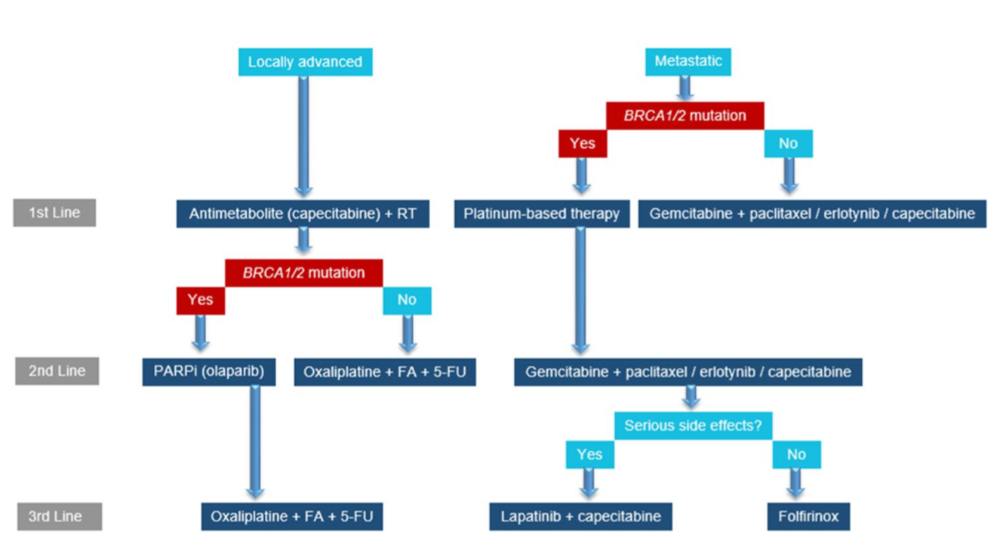 Locally advanced
Metastatic
BRCA1/2 mutation
Yes
No
1st Line
Antimetabolite (capecitabine) + RT
Platinum-based therapy
Gemcitabine + paclitaxel / erlotynib / capecitabine
BRCA1/2 mutation
Yes
No
2nd Line
PARPi (olaparib)
Oxaliplatine + FA + 5-FU
Gemcitabine + paclitaxel / erlotynib / capecitabine
Serious side effects?
Yes
No
3rd Line
Oxaliplatine + FA + 5-FU
Lapatinib + capecitabine
Folfirinox